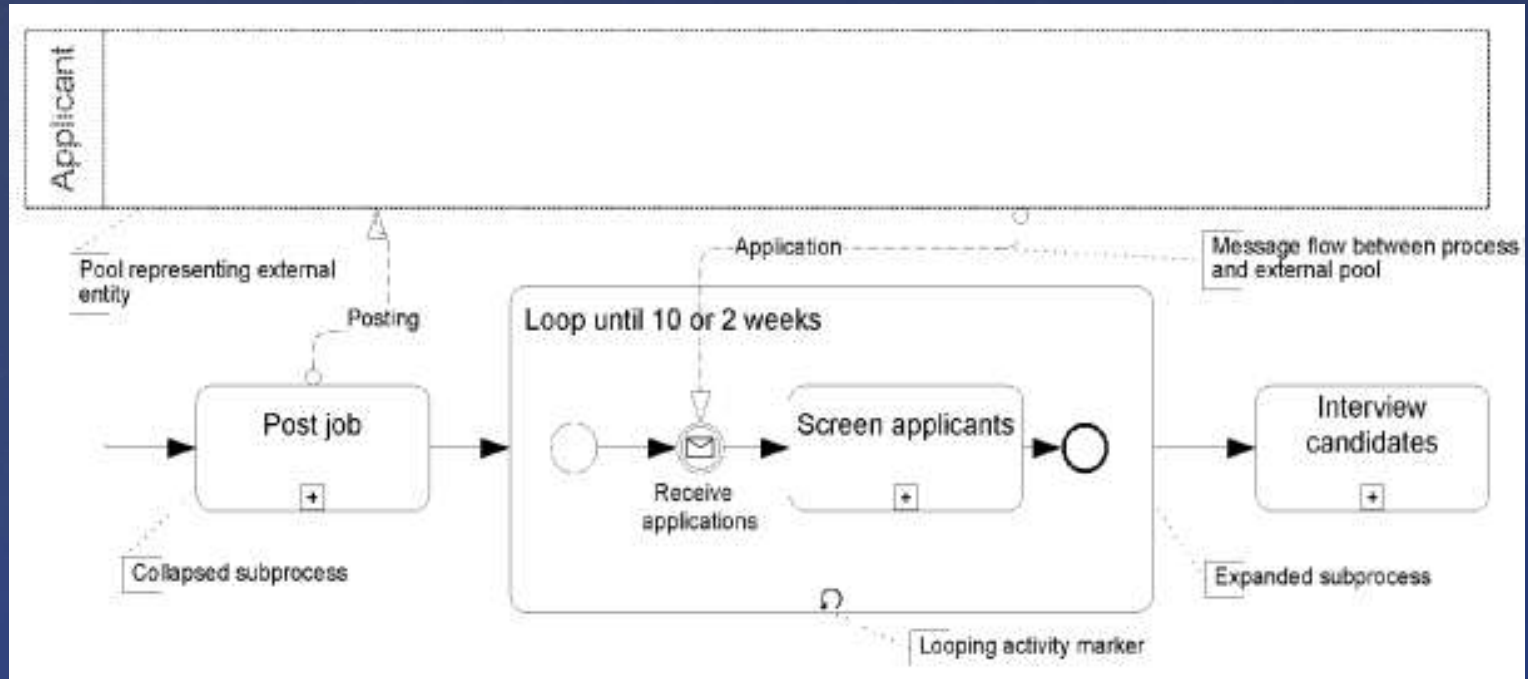 Applicant
Pool representing external
entity
Posting
Application
Message flow between process
and external pool
Loop until 10 or 2 weeks
Post job
Receive
applications
Screen applicants
Interview
candidates
Collapsed subprocess
Expanded subprocess
Looping activity marker